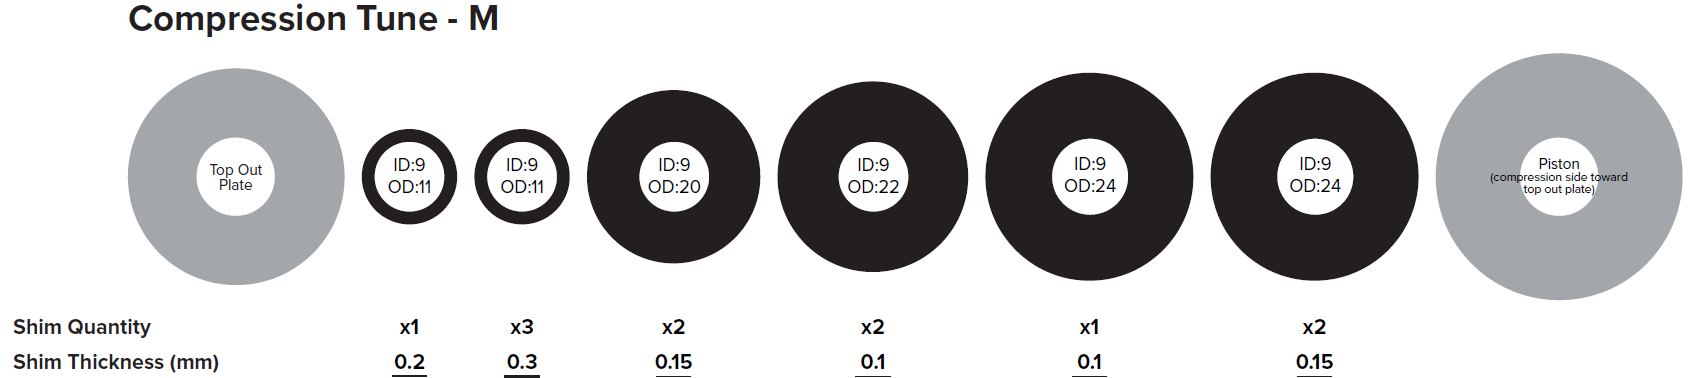 Compression Tune - M
Top Out
Plate
ID:9
OD:11
ID:9
OD:11
ID:9
OD:20
ID:9
OD:22
ID:9
OD:24
ID:9
OD:24
Piston
(compression side toward
top out plate)
Shim Quantity x1 x3 x2 x2 x1 x2
Shim Thickness (mm) 0.2 0.3 0.15 0.1 0.1 0.15